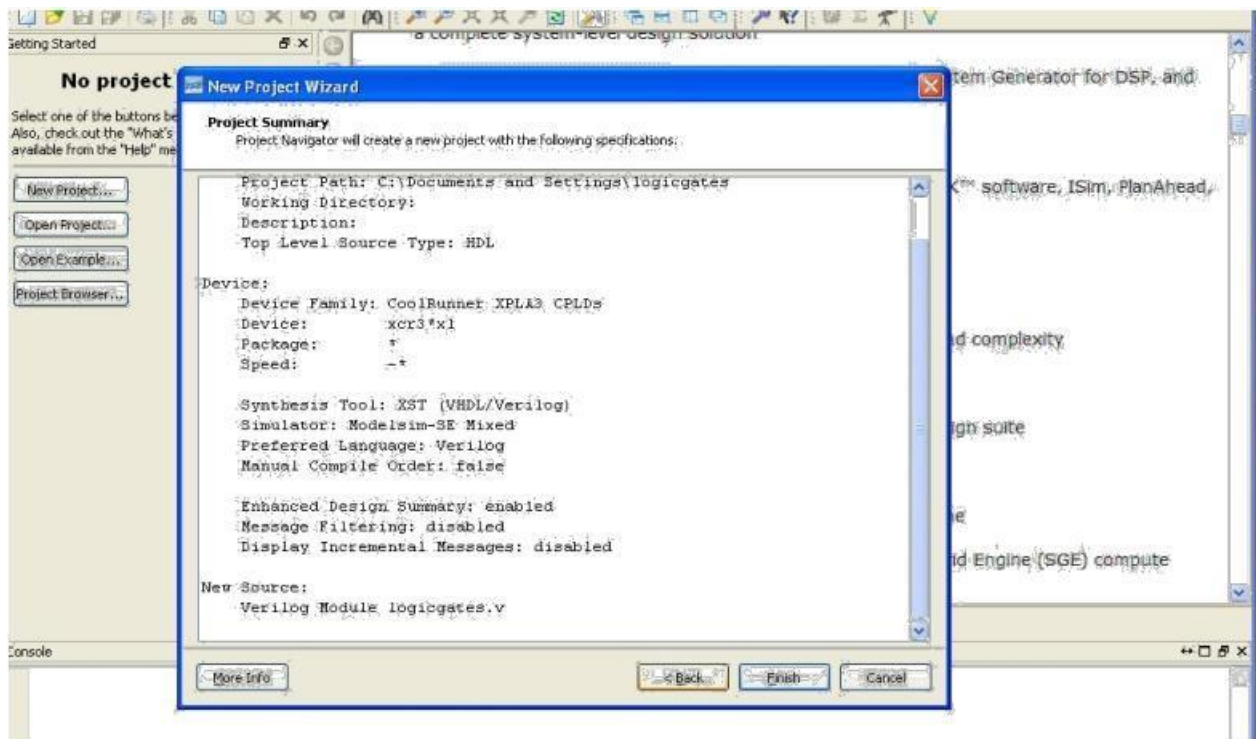 Getting Started
a complete system-level design solution
No project
tem Generator for DSP, and
Select one of the buttons be
Also, check out the "What's
available from the "Help" me
New Project...
Open Project...
Open Example...
Project Browser...
New Project Wizard
Project Summary
Project Navigator will create a new project with the following specifications.
Project Path: C:\Documents and Settings\logicgates
Working Directory:
Description:
Top Level Source Type: HDL
Device:
Device Family: CoolRunner XPLA3 CPLDs
Device: xcr3*xl
Package: *
Speed: -*
Synthesis Tool: XST (VHDL/Verilog)
Simulator: Modelsim-SE Mixed
Preferred Language: Verilog
Manual Compile Order: false
Enhanced Design Summary: enabled
Message Filtering: disabled
Display Incremental Messages: disabled
New Source:
Verilog Module logicgates.v
More Info
< Back
Finish
Cancel
™ software, ISim, PlanAhead,
d complexity
ign suite
id Engine (SGE) compute
Console